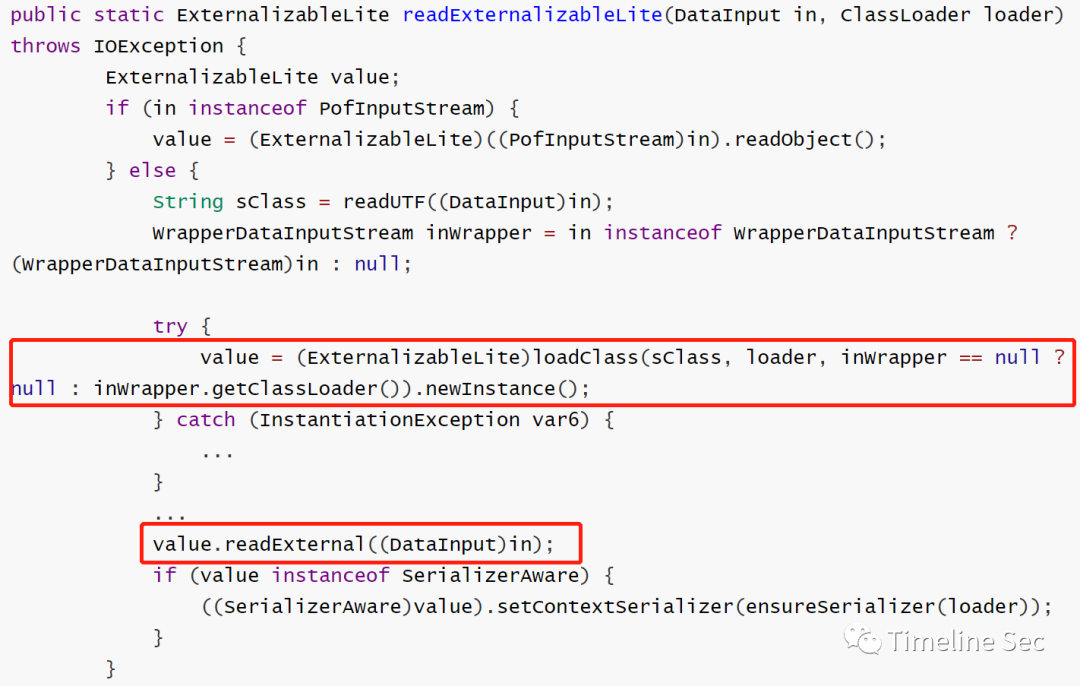 public static ExternalizableLite readExternalizableLite(DataInput in, ClassLoader loader)
throws IOException {
        ExternalizableLite value;
        if (in instanceof PofInputStream) {
            value = (ExternalizableLite)((PofInputStream)in).readObject();
        } else {
            String sClass = readUTF((DataInput)in);
            WrapperDataInputStream inWrapper = in instanceof WrapperDataInputStream ?
(WrapperDataInputStream)in : null;
            try {
                value = (ExternalizableLite)loadClass(sClass, loader, inWrapper == null ?
null : inWrapper.getClassLoader()).newInstance();
            } catch (InstantiationException var6) {
                ...
            }
            ...
            value.readExternal((DataInput)in);
            if (value instanceof SerializerAware) {
                ((SerializerAware)value).setContextSerializer(ensureSerializer(loader));
            }
        }
Timeline Sec